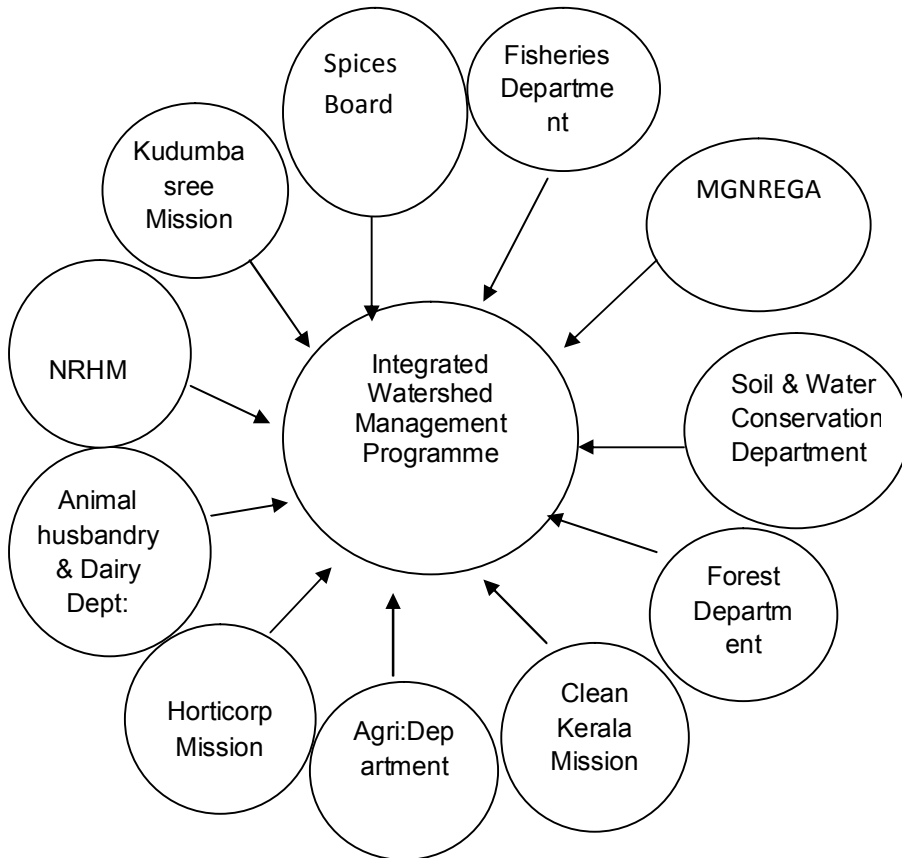 Spices
Board
Fisheries
Departme
nt
Kudumba
sree
Mission
MGNREGA
NRHM
Integrated
Watershed
Management
Programme
Soil & Water
Conservation
Department
Animal
husbandry
& Dairy
Dept:
Forest
Departm
ent
Horticorp
Mission
Agri:Dep
artment
Clean
Kerala
Mission